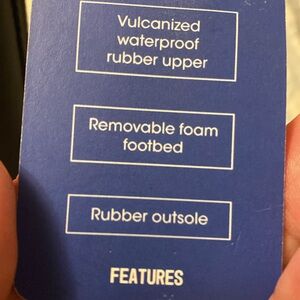 Vulcanized
waterproof
rubber upper
Removable foam
footbed
Rubber outsole
FEATURES